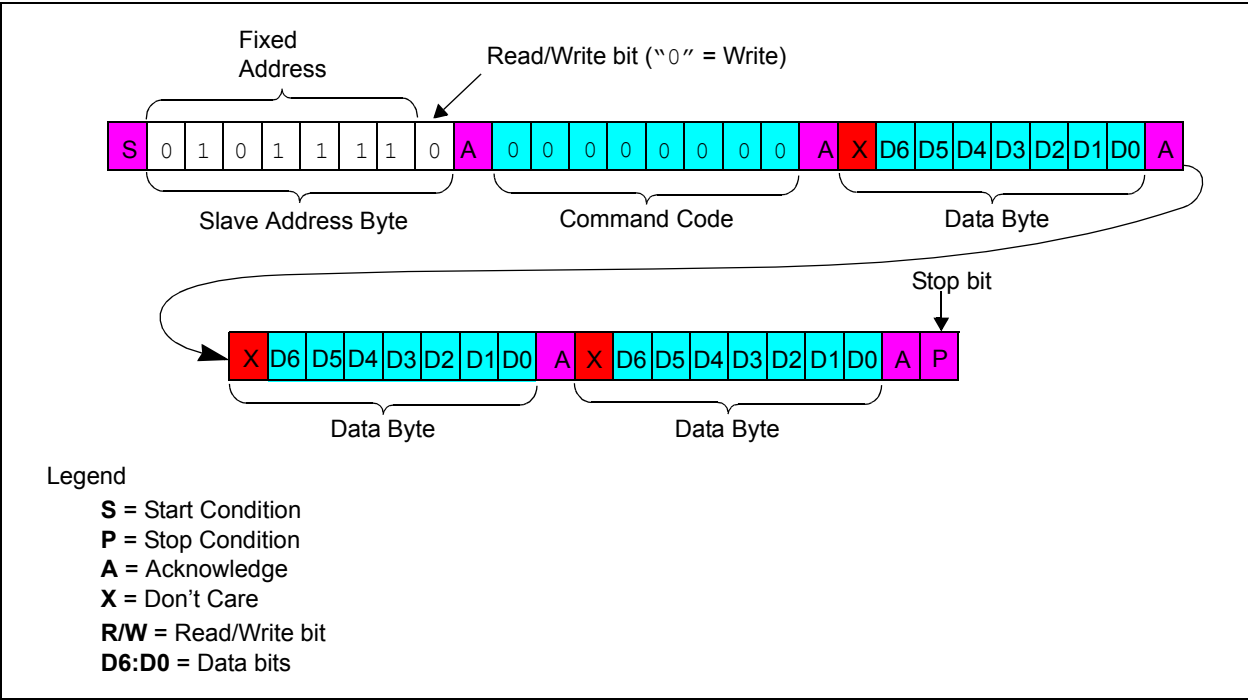 Fixed
Address
Read/Write bit (“0” = Write)
S 0 1 0 1 1 1 1 0 A 0 0 0 0 0 0 0 0 A X D6 D5 D4 D3 D2 D1 D0 A
Slave Address Byte Command Code Data Byte
Stop bit
X D6 D5 D4 D3 D2 D1 D0 A X D6 D5 D4 D3 D2 D1 D0 A P
Data Byte Data Byte
Legend
S = Start Condition
P = Stop Condition
A = Acknowledge
X = Don’t Care
R/W = Read/Write bit
D6:D0 = Data bits